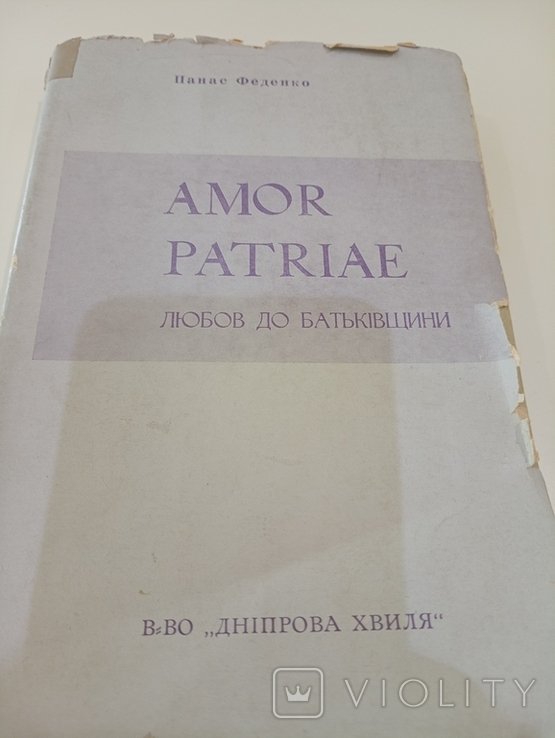 Панас Феденко
AMOR
PATRIAE
ЛЮБОВ ДО БАТЬКІВЩИНИ
В=ВО „ДНІПРОВА ХВИЛЯ“
VIOLITY